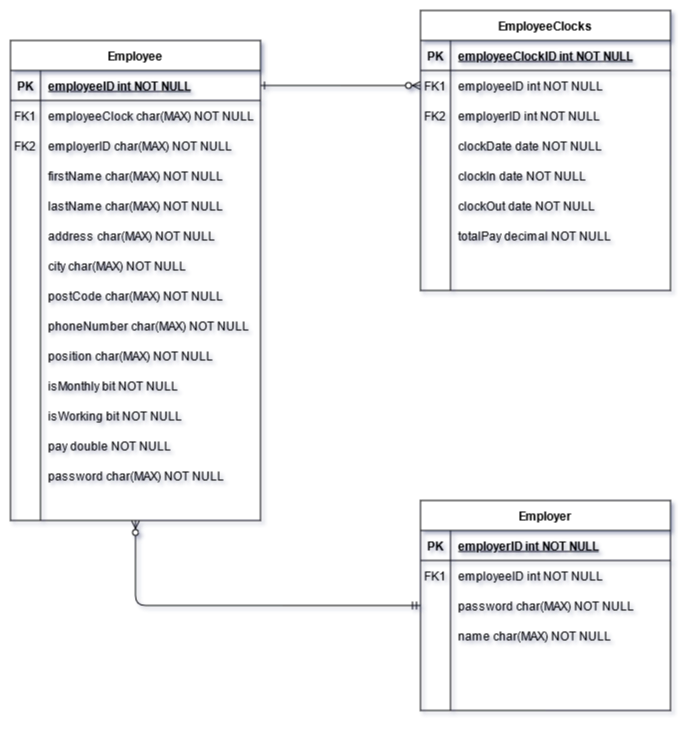 Employee
PK employeeID int NOT NULL
FK1 employeeClock char(MAX) NOT NULL
FK2 employerID char(MAX) NOT NULL
firstName char(MAX) NOT NULL
lastName char(MAX) NOT NULL
address char(MAX) NOT NULL
city char(MAX) NOT NULL
postCode char(MAX) NOT NULL
phoneNumber char(MAX) NOT NULL
position char(MAX) NOT NULL
isMonthly bit NOT NULL
isWorking bit NOT NULL
pay double NOT NULL
password char(MAX) NOT NULL
EmployeeClocks
PK employeeClockID int NOT NULL
FK1 employeeID int NOT NULL
FK2 employerID int NOT NULL
clockDate date NOT NULL
clockIn date NOT NULL
clockOut date NOT NULL
totalPay decimal NOT NULL
Employer
PK employerID int NOT NULL
FK1 employeeID int NOT NULL
password char(MAX) NOT NULL
name char(MAX) NOT NULL